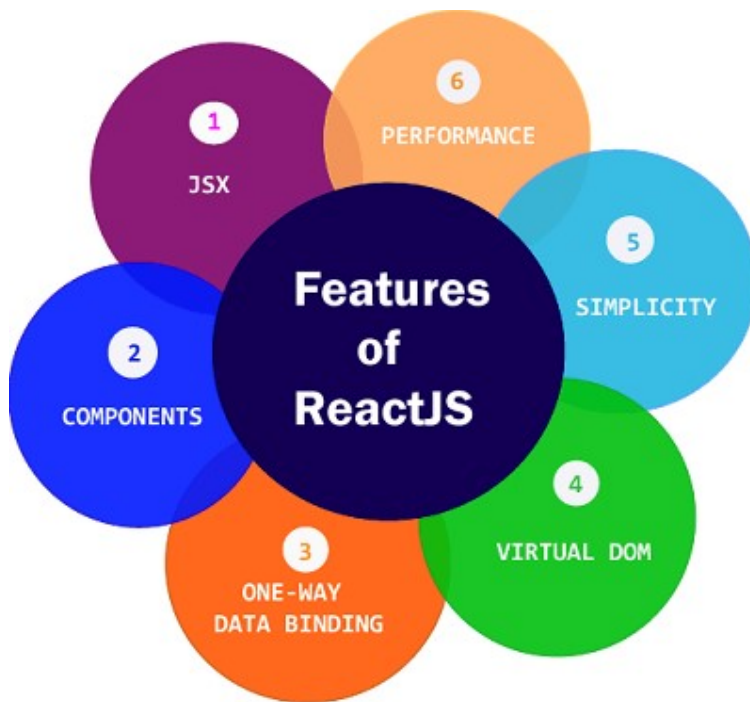 Features
of
ReactJS
1
JSX
2
COMPONENTS
3
ONE-WAY
DATA BINDING
4
VIRTUAL DOM
5
SIMPLICITY
6
PERFORMANCE